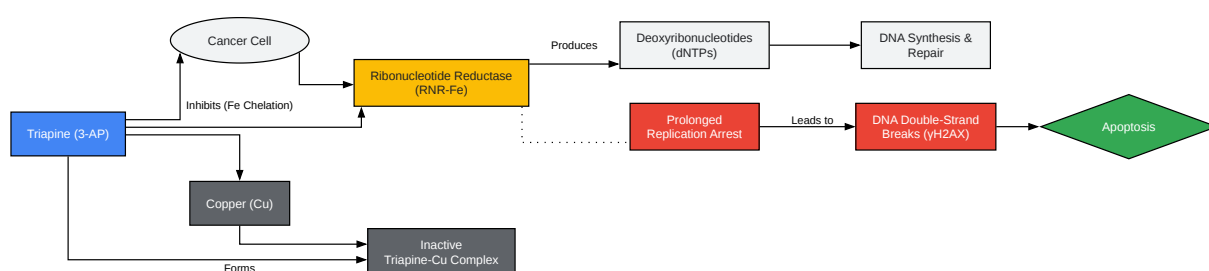 Cancer Cell
Produces
Deoxyribonucleotides
(dNTPs)
DNA Synthesis &
Repair
Ribonucleotide Reductase
(RNR-Fe)
Inhibits (Fe Chelation)
Triapine (3-AP)
Prolonged
Replication Arrest
Leads to
DNA Double-Strand
Breaks (γH2AX)
Apoptosis
Copper (Cu)
Inactive
Triapine-Cu Complex
Forms